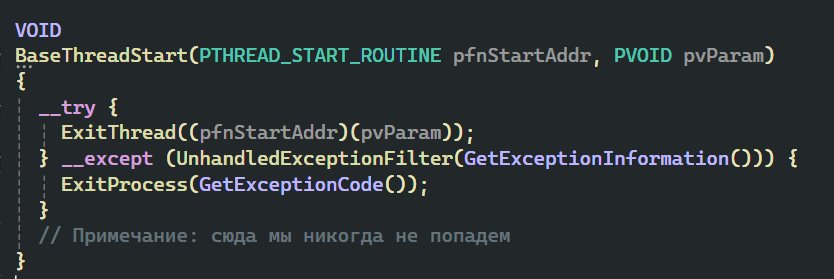 VOID
BaseThreadStart(PTHREAD_START_ROUTINE pfnStartAddr, PVOID pvParam)
{
  __try {
    ExitThread((pfnStartAddr)(pvParam));
  } __except (UnhandledExceptionFilter(GetExceptionInformation())) {
    ExitProcess(GetExceptionCode());
  }
  // Примечание: сюда мы никогда не попадем
}